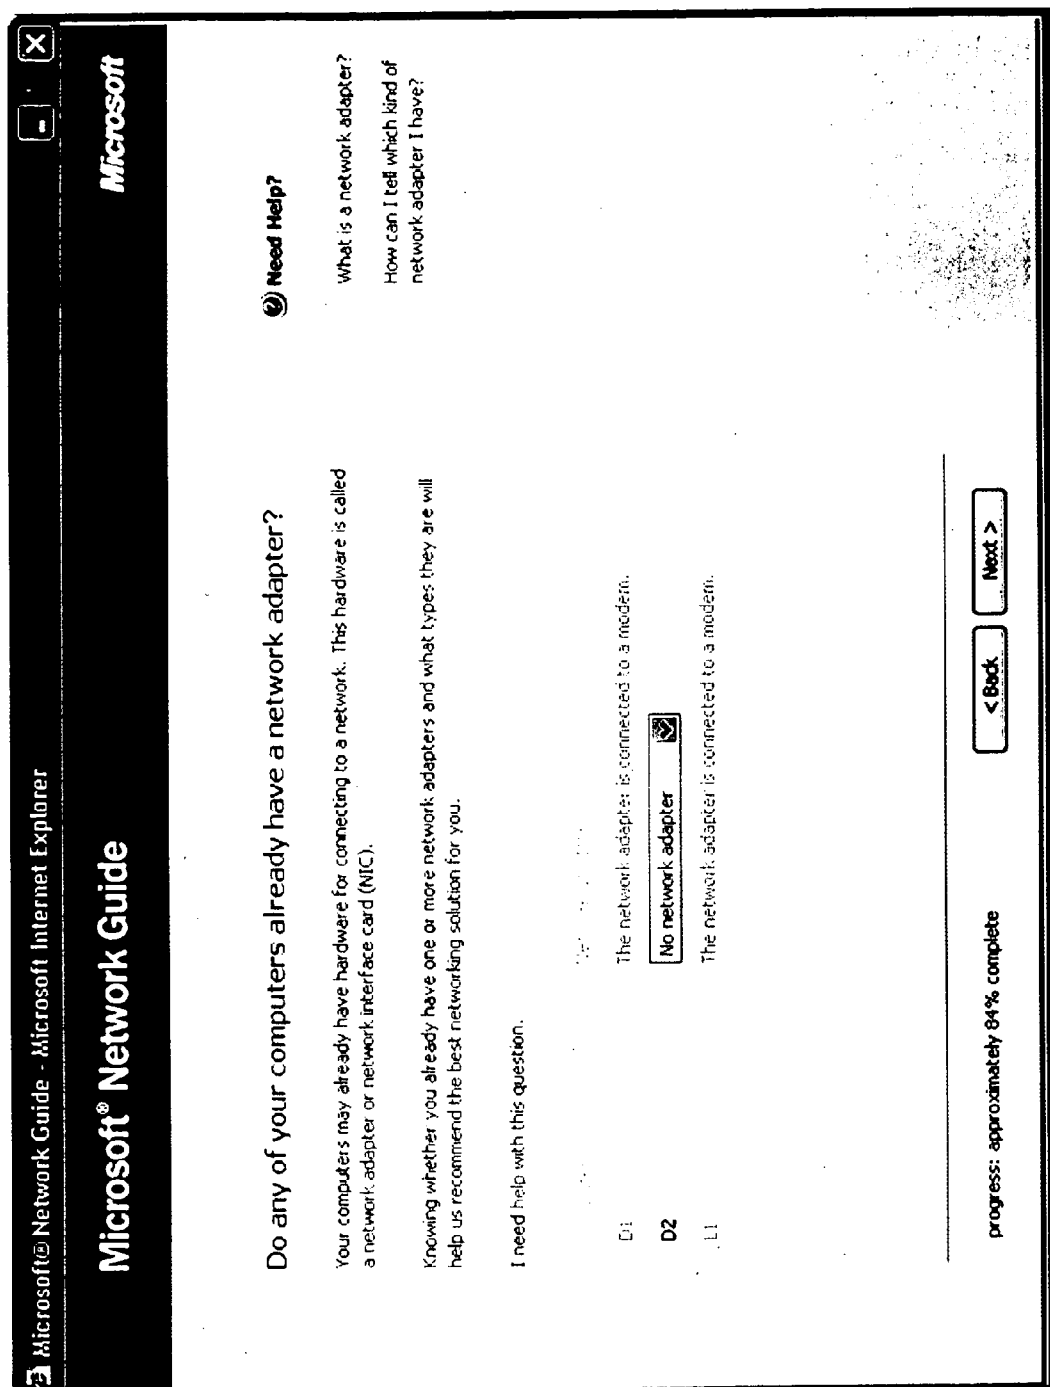 Microsoft® Network Guide - Microsoft Internet Explorer
Microsoft® Network Guide
Microsoft
Do any of your computers already have a network adapter?
Your computers may already have hardware for connecting to a network. This hardware is called
a network adapter or network interface card (NIC).
Knowing whether you already have one or more network adapters and what types they are will
help us recommend the best networking solution for you.
I need help with this question.
D1 The network adapter is connected to a modem.
D2 No network adapter
L1 The network adapter is connected to a modem.
Need Help?
What is a network adapter?
How can I tell which kind of
network adapter I have?
progress: approximately 84% complete
< Back Next >